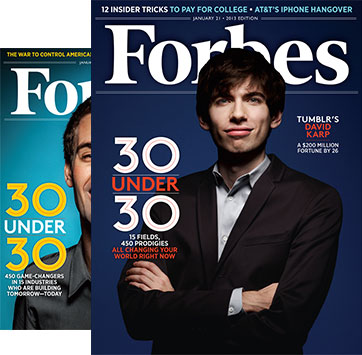 THE WAR TO CONTROL AMERICA
Fo
30
UNDER
30
450 GAME-CHANGERS
IN 15 INDUSTRIES
WHO ARE BUILDING
TOMORROW—TODAY
12 INSIDER TRICKS TO PAY FOR COLLEGE • AT&T'S IPHONE HANGOVER
JANUARY 21 • 2013 EDITION
Forbes
TUMBLR'S
DAVID
KARP
A $200 MILLION
FORTUNE BY 26
30
UNDER
30
15 FIELDS,
450 PRODIGIES
ALL CHANGING YOUR
WORLD RIGHT NOW